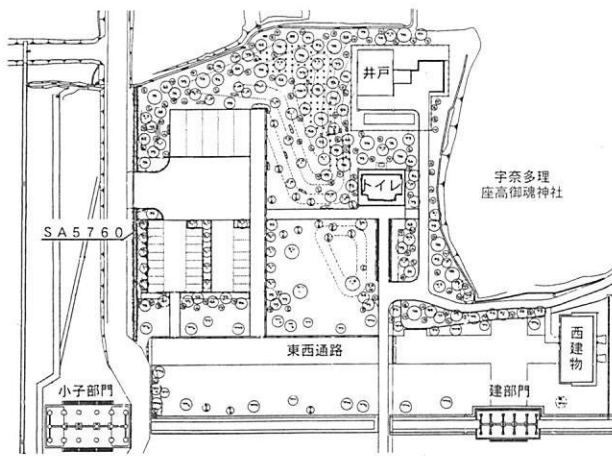 井戸
トイレ
宇奈多理
座高御魂神社
SA5760
東西通路
西建物
小子部門
建部門